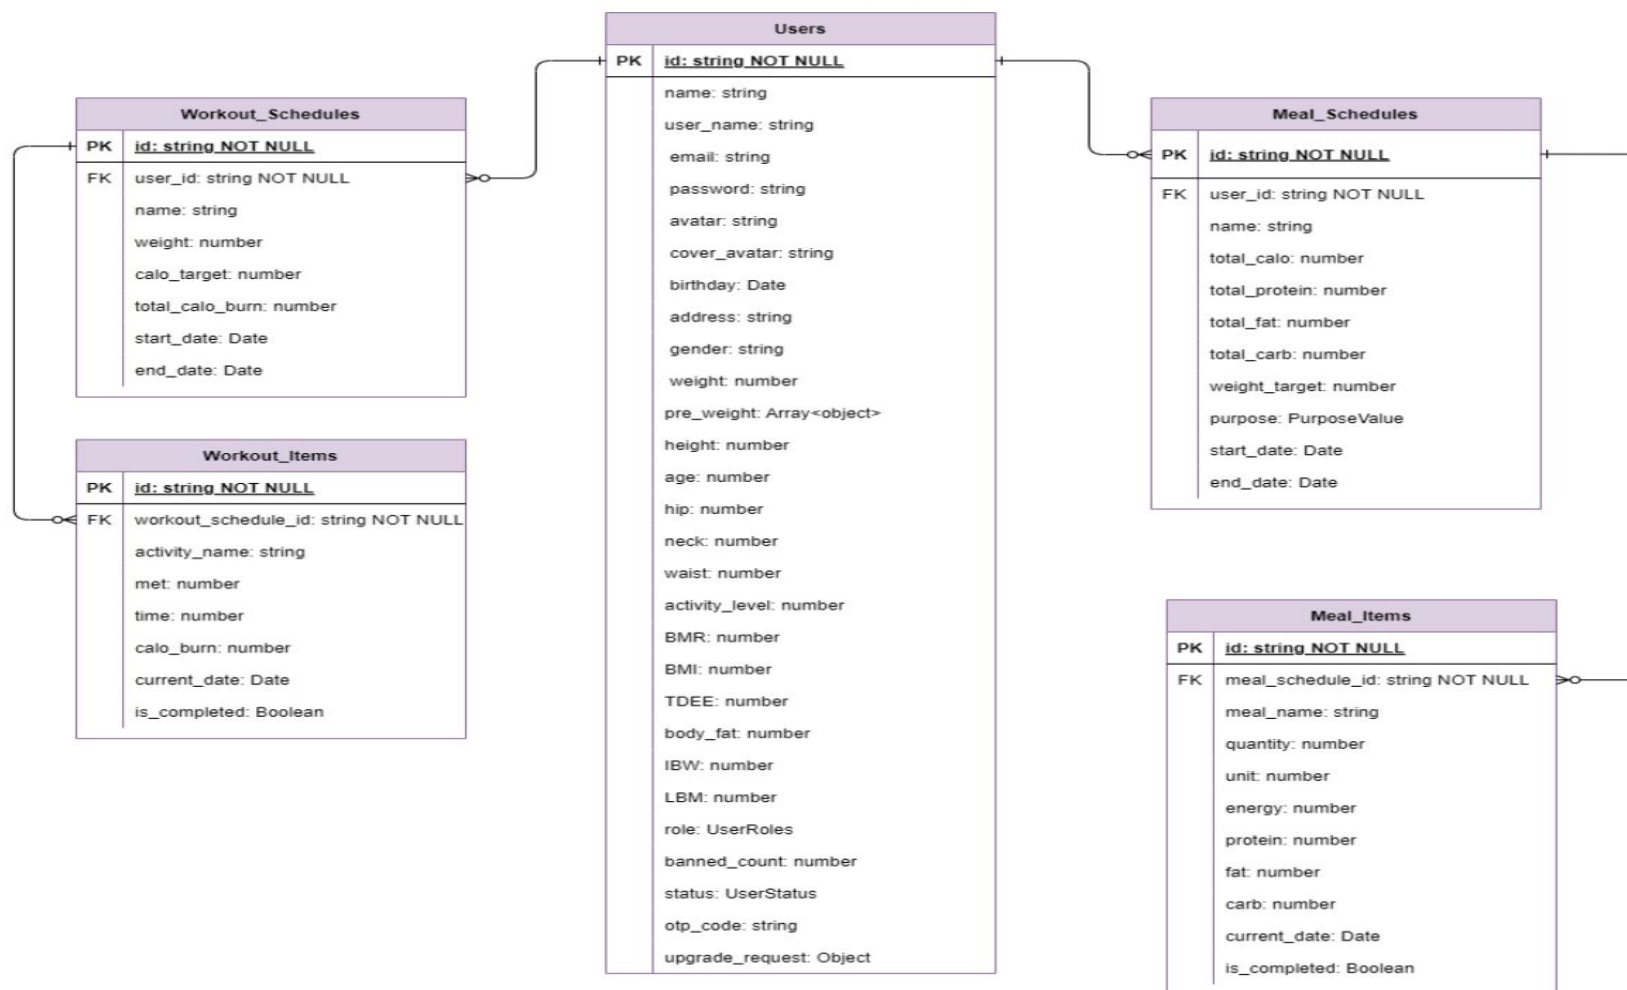 Users
PK id: string NOT NULL
name: string
user_name: string
email: string
password: string
avatar: string
cover_avatar: string
birthday: Date
address: string
gender: string
weight: number
pre_weight: Array<object>
height: number
age: number
hip: number
neck: number
waist: number
activity_level: number
BMR: number
BMI: number
TDEE: number
body_fat: number
IBW: number
LBM: number
role: UserRoles
banned_count: number
status: UserStatus
otp_code: string
upgrade_request: Object
Workout_Schedules
PK id: string NOT NULL
FK user_id: string NOT NULL
name: string
weight: number
calo_target: number
total_calo_burn: number
start_date: Date
end_date: Date
Workout_Items
PK id: string NOT NULL
FK workout_schedule_id: string NOT NULL
activity_name: string
met: number
time: number
calo_burn: number
current_date: Date
is_completed: Boolean
Meal_Schedules
PK id: string NOT NULL
FK user_id: string NOT NULL
name: string
total_calo: number
total_protein: number
total_fat: number
total_carb: number
weight_target: number
purpose: PurposeValue
start_date: Date
end_date: Date
Meal_Items
PK id: string NOT NULL
FK meal_schedule_id: string NOT NULL
meal_name: string
quantity: number
unit: number
energy: number
protein: number
fat: number
carb: number
current_date: Date
is_completed: Boolean